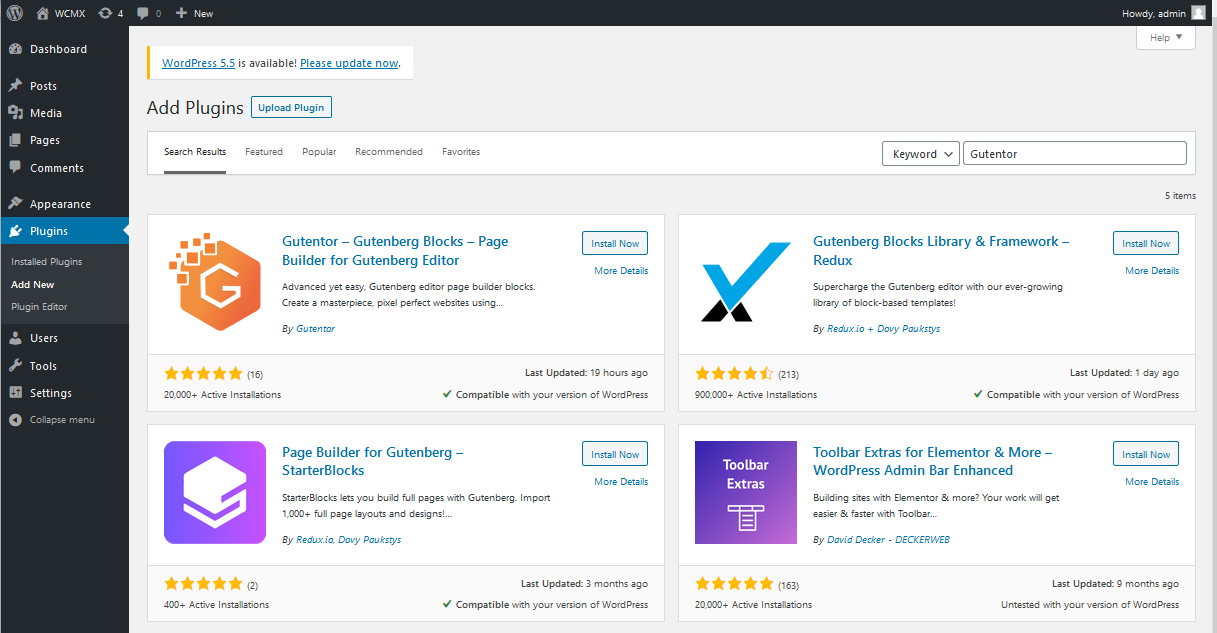 WCMX 4 0 New
Howdy, admin
Dashboard
Posts
Media
Pages
Comments
Appearance
Plugins
Installed Plugins
Add New
Plugin Editor
Users
Tools
Settings
Collapse menu
Help
WordPress 5.5 is available! Please update now.
Add Plugins Upload Plugin
Search Results Featured Popular Recommended Favorites Keyword Gutentor
5 items
Gutentor – Gutenberg Blocks – Page
Builder for Gutenberg Editor
Install Now
More Details
Advanced yet easy, Gutenberg editor page builder blocks.
Create a masterpiece, pixel perfect websites using...
By Gutentor
(16)
Last Updated: 19 hours ago
20,000+ Active Installations
Compatible with your version of WordPress
Gutenberg Blocks Library & Framework –
Redux
Install Now
More Details
Supercharge the Gutenberg editor with our ever-growing
library of block-based templates!
By Redux.io + Dovy Paukstys
(213)
Last Updated: 1 day ago
900,000+ Active Installations
Compatible with your version of WordPress
Page Builder for Gutenberg –
StarterBlocks
Install Now
More Details
StarterBlocks lets you build full pages with Gutenberg. Import
1,000+ full page layouts and designs!...
By Redux.io, Dovy Paukstys
(2)
Last Updated: 3 months ago
400+ Active Installations
Compatible with your version of WordPress
Toolbar
Extras
Toolbar Extras for Elementor & More –
WordPress Admin Bar Enhanced
Install Now
More Details
Building sites with Elementor & more? Your work will get
easier & faster with Toolbar...
By David Decker - DECKERWEB
(163)
Last Updated: 9 months ago
20,000+ Active Installations
Untested with your version of WordPress